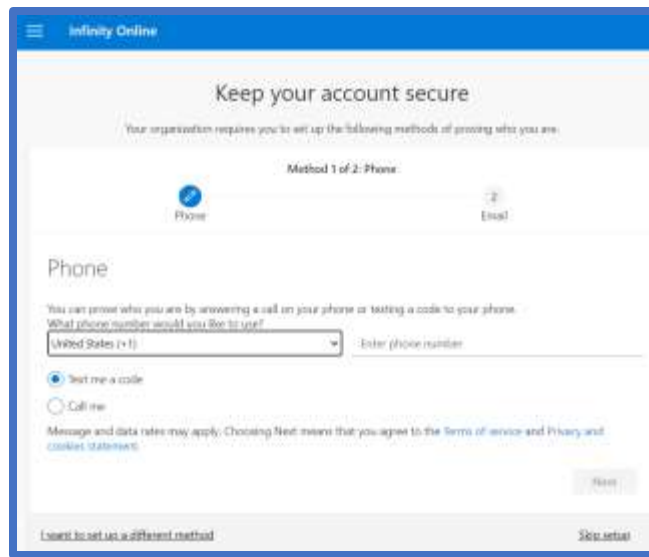 Infinity Online
Keep your account secure
Your organization requires you to set up the following methods of proving who you are.
Method 1 of 2: Phone
2
Phone
Email
Phone
You can prove who you are by answering a call on your phone or texting a code to your phone.
What phone number would you like to use?
United States (+1)
Enter phone number
Text me a code
Call me
Message and data rates may apply. Choosing Next means that you agree to the Terms of service and Privacy and
cookies statement.
Next
I want to set up a different method
Skip setup